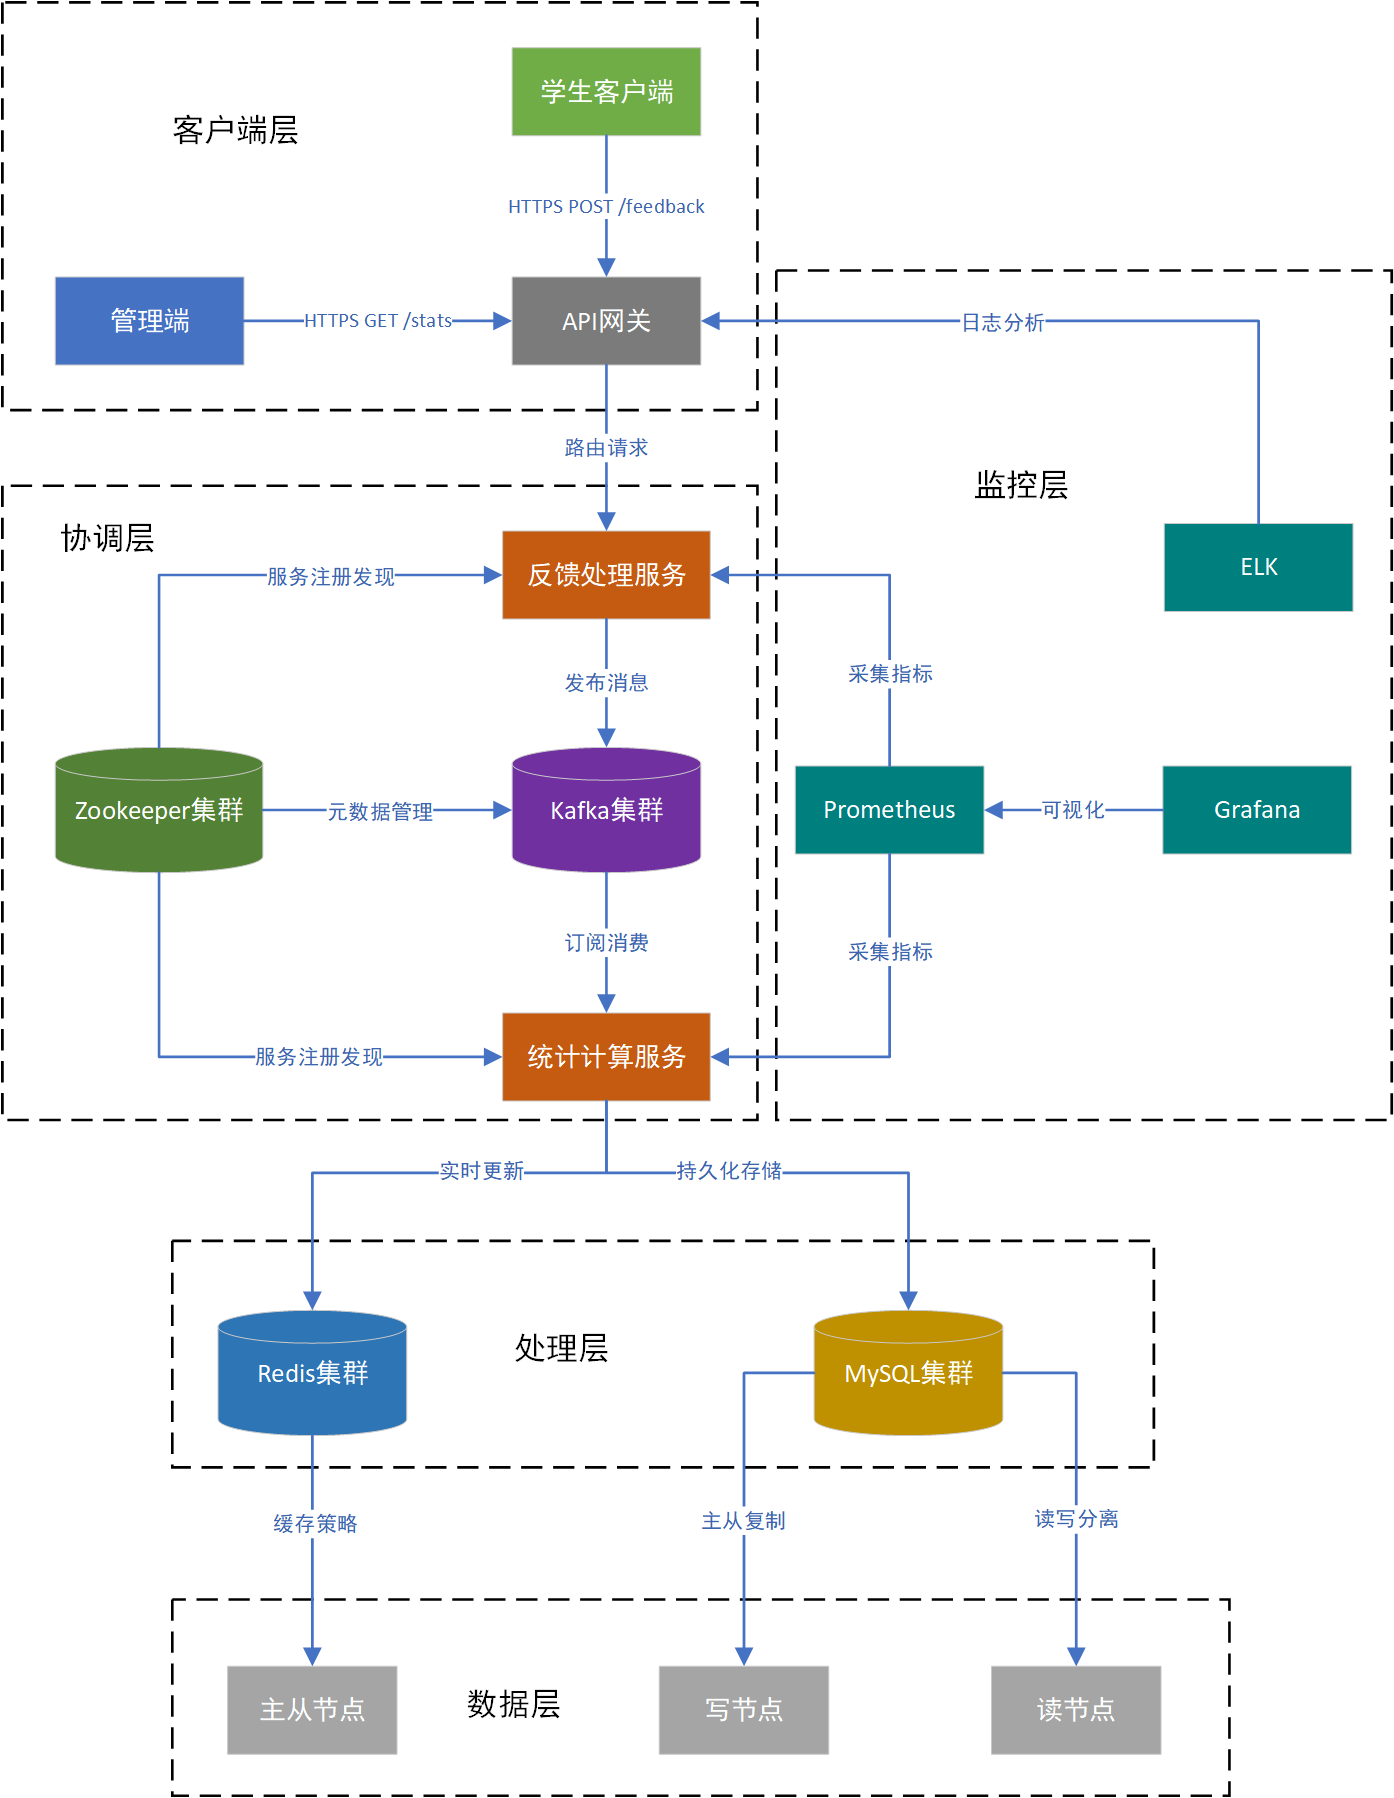 学生客户端
客户端层
HTTPS POST /feedback
管理端
HTTPS GET /stats
API网关
日志分析
路由请求
监控层
协调层
反馈处理服务
服务注册发现
ELK
采集指标
发布消息
Zookeeper集群
元数据管理
Kafka集群
Prometheus
可视化
Grafana
订阅消费
采集指标
服务注册发现
统计计算服务
实时更新
持久化存储
处理层
Redis集群
MySQL集群
缓存策略
主从复制
读写分离
数据层
主从节点
写节点
读节点